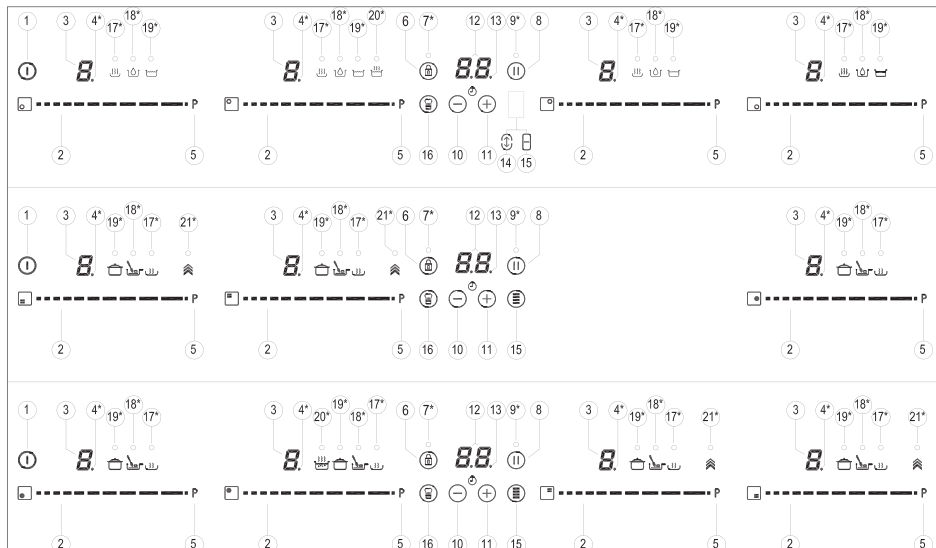 18* 18* 20* 18* 18*
1 3 4* 17* 19* 3 4* 17* 19* 6 7* 12 13 9* 8 3 4* 17* 19* 3 4* 17* 19*
8. 8. 8.8. 8. 8.
P P P P
2 5 2 5 16 10 11 14 15 2 5 2 5
1 3 4* 19* 18* 17* 21* 3 4* 19* 18* 17* 21* 6 7* 12 13 9* 8 3 4* 19* 18* 17*
8. 8. 8.8. 8.
P P P
2 5 2 5 16 10 11 15 2 5
1 3 4* 19* 18* 17* 3 4* 20* 19* 18* 17* 6 7* 12 13 9* 8 3 4* 19* 18* 17* 21* 3 4* 19* 18* 17* 21*
8. 8. 8.8. 8. 8.
P P P P
2 5 2 5 16 10 11 15 2 5 2 5